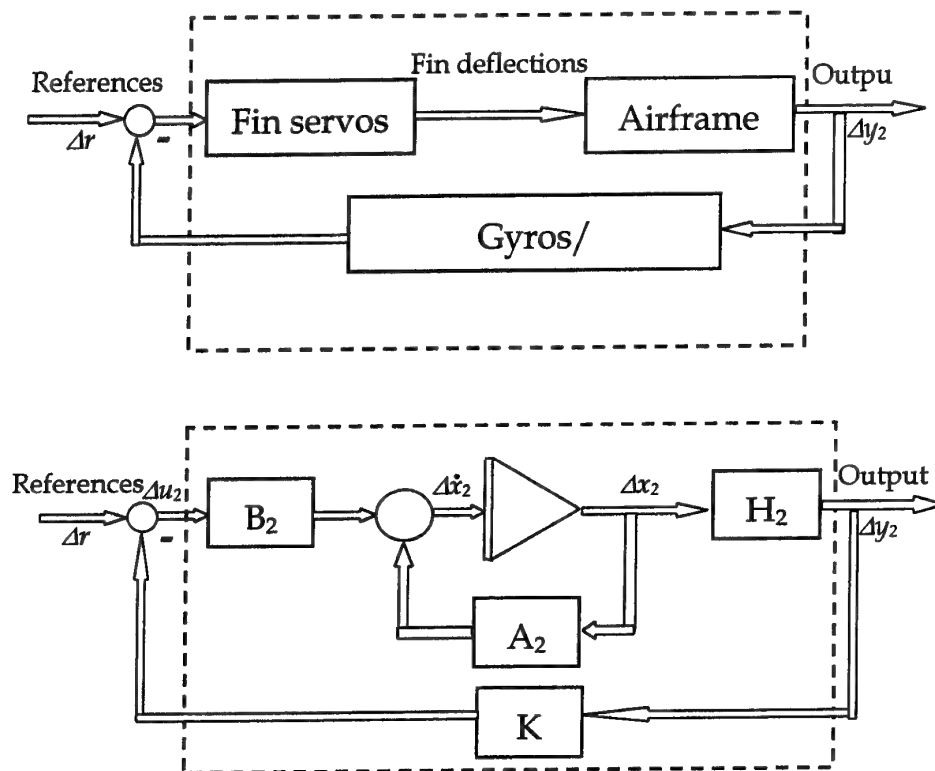 References
Fin deflections
Outpu
Fin servos
Airframe
Δr
-
Δy₂
Gyros/
References
Δu₂
B₂
Δẋ₂
Δx₂
H₂
Output
Δr
-
Δy₂
A₂
K